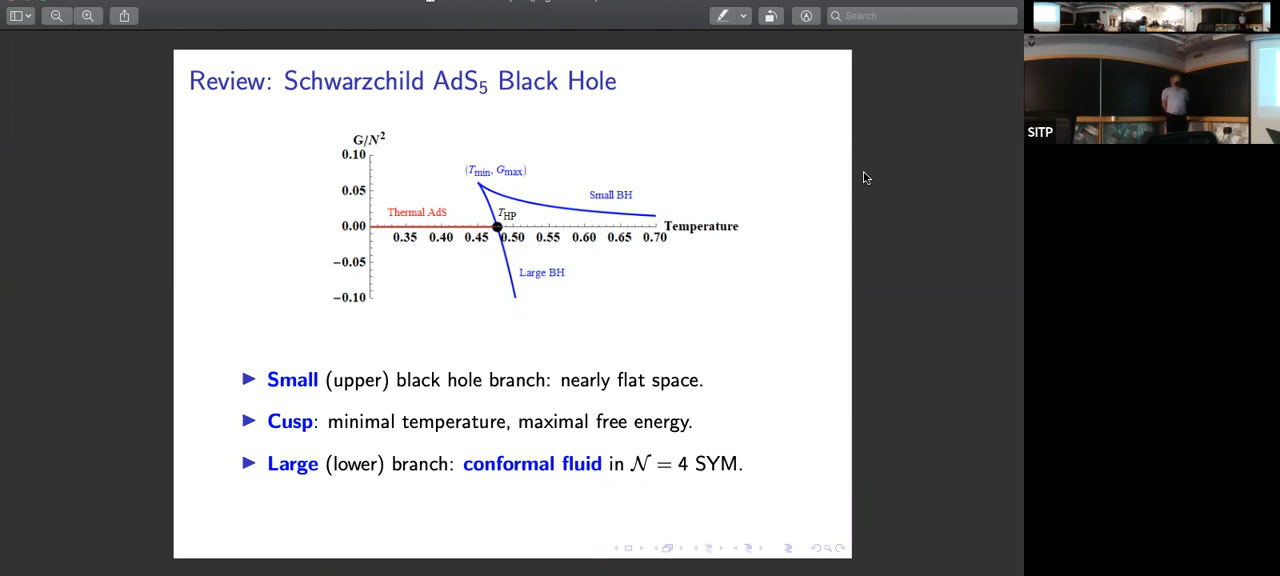 Search
SITP
Review: Schwarzchild AdS₅ Black Hole
G/N²
0.10
0.05
0.00
−0.05
−0.10
(Tmin, Gmax)
Small BH
Thermal AdS
THP
Temperature
0.35 0.40 0.45 0.50 0.55 0.60 0.65 0.70
Large BH
▶ Small (upper) black hole branch: nearly flat space.
▶ Cusp: minimal temperature, maximal free energy.
▶ Large (lower) branch: conformal fluid in 𝒩 = 4 SYM.